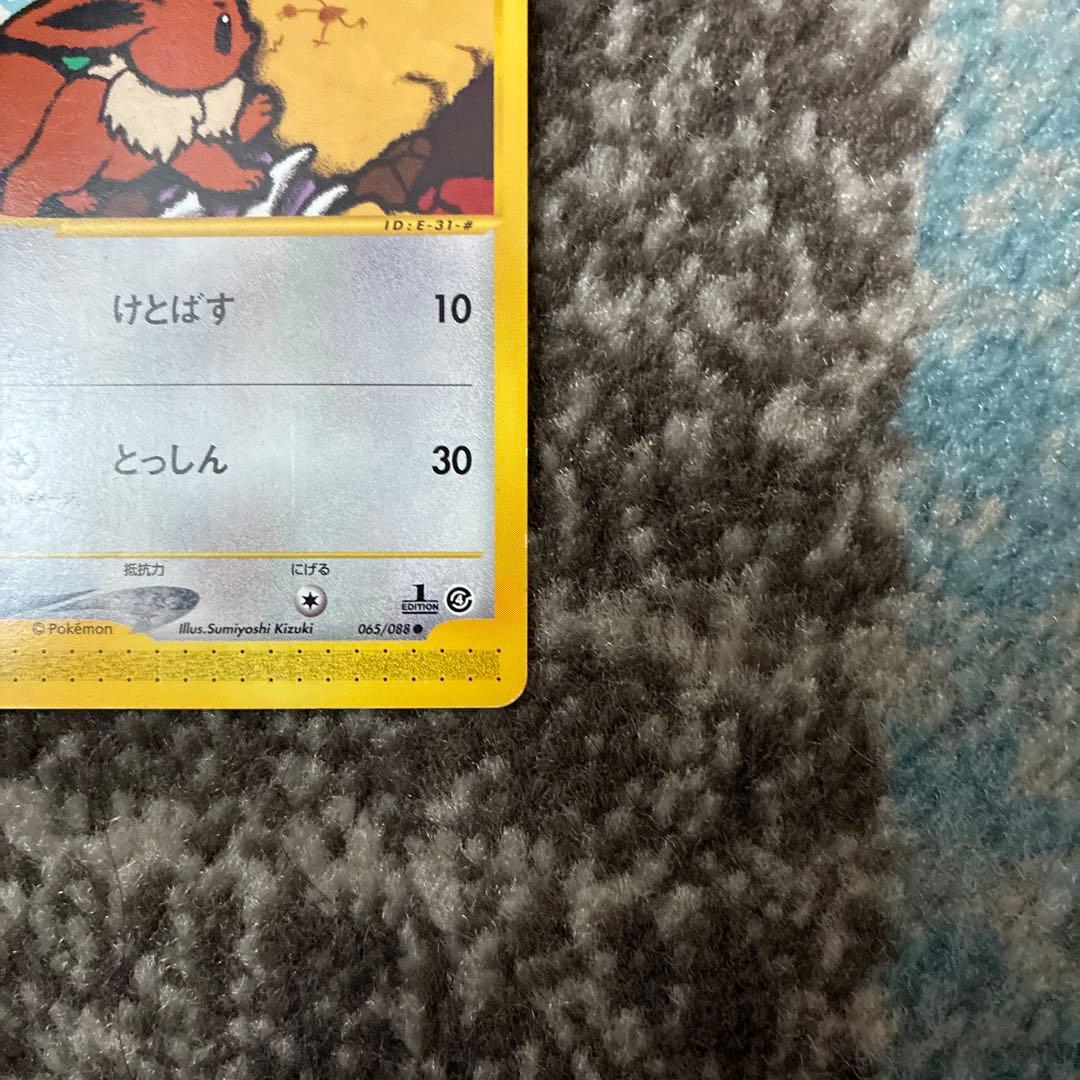 ID:E-31-#
けとばす 10
とっしん 30
抵抗力 にげる
1
EDITION
©Pokémon Illus.Sumiyoshi Kizuki 065/088 ●